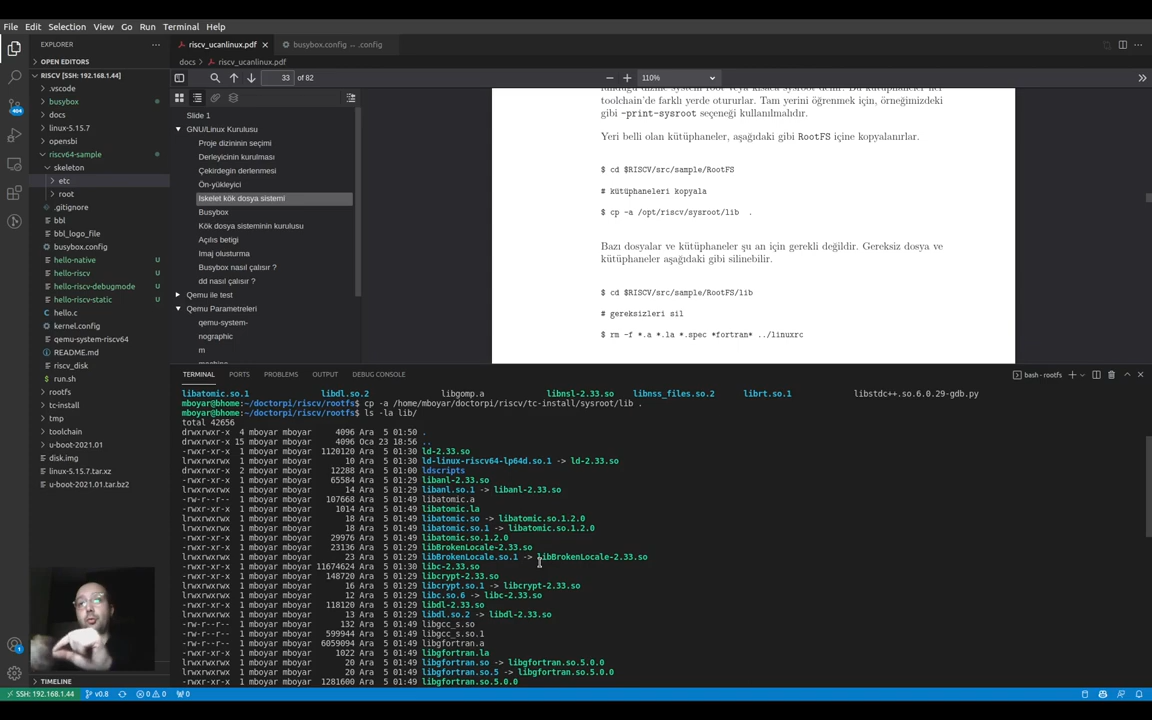 File Edit Selection View Go Run Terminal Help
EXPLORER
riscv_ucanlinux.pdf
busybox.config -- .config
OPEN EDITORS
docs > riscv_ucanlinux.pdf
RISCV [SSH: 192.168.1.44]
33 of 82
110%
.vscode
busybox
docs
linux-5.15.7
opensbi
riscv64-sample
skeleton
etc
root
.gitignore
bbl
bbl_logo_file
busybox.config
hello-native U
hello-riscv U
hello-riscv-debugmode U
hello-riscv-static U
hello.c
kernel.config
qemu-system-riscv64
README.md
riscv_disk
run.sh
rootfs
tc-install
tmp
toolchain
u-boot-2021.01
disk.img
linux-5.15.7.tar.xz
u-boot-2021.01.tar.bz2
TIMELINE
404
Slide 1
GNU/Linux Kurulusu
Proje dizininin seçimi
Derleyicinin kurulması
Çekirdegin derlenmesi
Ön-yükleyici
Iskelet kök dosya sistemi
Busybox
Kök dosya sisteminin kurulusu
Açılıs betigi
Imaj olusturma
Busybox nasıl çalısır ?
dd nasıl çalısır ?
Qemu ile test
Qemu Parametreleri
qemu-system-
nographic
m
toolchain'de farklı yerde otururlar. Tam yerini öğrenmek için, örneğimizdeki
gibi -print-sysroot seçeneği kullanılmalıdır.
Yeri belli olan kütüphaneler, aşağıdaki gibi RootFS içine kopyalanırlar.
$ cd $RISCV/src/sample/RootFS
# kütüphaneleri kopyala
$ cp -a /opt/riscv/sysroot/lib .
Bazı dosyalar ve kütüphaneler şu an için gerekli değildir. Gereksiz dosya ve
kütüphaneler aşağıdaki gibi silinebilir.
$ cd $RISCV/src/sample/RootFS/lib
# gereksizleri sil
$ rm -f *.a *.la *.spec *fortran* ../linuxrc
TERMINAL PORTS PROBLEMS OUTPUT DEBUG CONSOLE
bash - rootfs
libatomic.so.1 libdl.so.2 libgomp.a libnsl-2.33.so libnss_files.so.2 librt.so.1 libstdc++.so.6.0.29-gdb.py
mboyar@bhome:~/doctorpi/riscv/rootfs$ cp -a /home/mboyar/doctorpi/riscv/tc-install/sysroot/lib .
mboyar@bhome:~/doctorpi/riscv/rootfs$ ls -la lib/
total 42656
drwxrwxr-x 4 mboyar mboyar 4096 Ara 5 01:50 .
drwxrwxr-x 15 mboyar mboyar 4096 Oca 23 18:56 ..
-rwxr-xr-x 1 mboyar mboyar 1120120 Ara 5 01:30 ld-2.33.so
lrwxrwxrwx 1 mboyar mboyar 10 Ara 5 01:30 ld-linux-riscv64-lp64d.so.1 -> ld-2.33.so
drwxrwxr-x 2 mboyar mboyar 12288 Ara 5 01:00 ldscripts
-rwxr-xr-x 1 mboyar mboyar 65584 Ara 5 01:29 libanl-2.33.so
lrwxrwxrwx 1 mboyar mboyar 14 Ara 5 01:29 libanl.so.1 -> libanl-2.33.so
-rw-r--r-- 1 mboyar mboyar 107668 Ara 5 01:49 libatomic.a
-rwxr-xr-x 1 mboyar mboyar 1014 Ara 5 01:49 libatomic.la
lrwxrwxrwx 1 mboyar mboyar 18 Ara 5 01:49 libatomic.so -> libatomic.so.1.2.0
lrwxrwxrwx 1 mboyar mboyar 18 Ara 5 01:49 libatomic.so.1 -> libatomic.so.1.2.0
-rwxr-xr-x 1 mboyar mboyar 29976 Ara 5 01:49 libatomic.so.1.2.0
-rwxr-xr-x 1 mboyar mboyar 23136 Ara 5 01:29 libBrokenLocale-2.33.so
lrwxrwxrwx 1 mboyar mboyar 23 Ara 5 01:29 libBrokenLocale.so.1 -> libBrokenLocale-2.33.so
-rwxr-xr-x 1 mboyar mboyar 11674624 Ara 5 01:30 libc-2.33.so
-rwxr-xr-x 1 mboyar mboyar 148720 Ara 5 01:29 libcrypt-2.33.so
lrwxrwxrwx 1 mboyar mboyar 16 Ara 5 01:29 libcrypt.so.1 -> libcrypt-2.33.so
lrwxrwxrwx 1 mboyar mboyar 12 Ara 5 01:29 libc.so.6 -> libc-2.33.so
-rwxr-xr-x 1 mboyar mboyar 118120 Ara 5 01:29 libdl-2.33.so
lrwxrwxrwx 1 mboyar mboyar 13 Ara 5 01:29 libdl.so.2 -> libdl-2.33.so
-rw-r--r-- 1 mboyar mboyar 132 Ara 5 01:49 libgcc_s.so
-rw-r--r-- 1 mboyar mboyar 599944 Ara 5 01:49 libgcc_s.so.1
-rw-r--r-- 1 mboyar mboyar 6059094 Ara 5 01:49 libgfortran.a
-rwxr-xr-x 1 mboyar mboyar 1022 Ara 5 01:49 libgfortran.la
lrwxrwxrwx 1 mboyar mboyar 20 Ara 5 01:49 libgfortran.so -> libgfortran.so.5.0.0
lrwxrwxrwx 1 mboyar mboyar 20 Ara 5 01:49 libgfortran.so.5 -> libgfortran.so.5.0.0
-rwxr-xr-x 1 mboyar mboyar 1281600 Ara 5 01:49 libgfortran.so.5.0.0
SSH: 192.168.1.44 v0.8 0 0 0